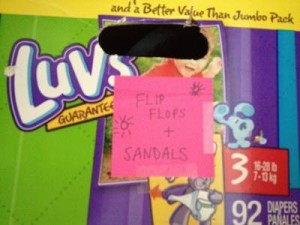 and a Better Value Than Jumbo Pack
Luvs
GUARANTEE
FLIP
FLOPS
+
SANDALS
3
16-28 lb
7-13 kg
92 DIAPERS
PAÑALES